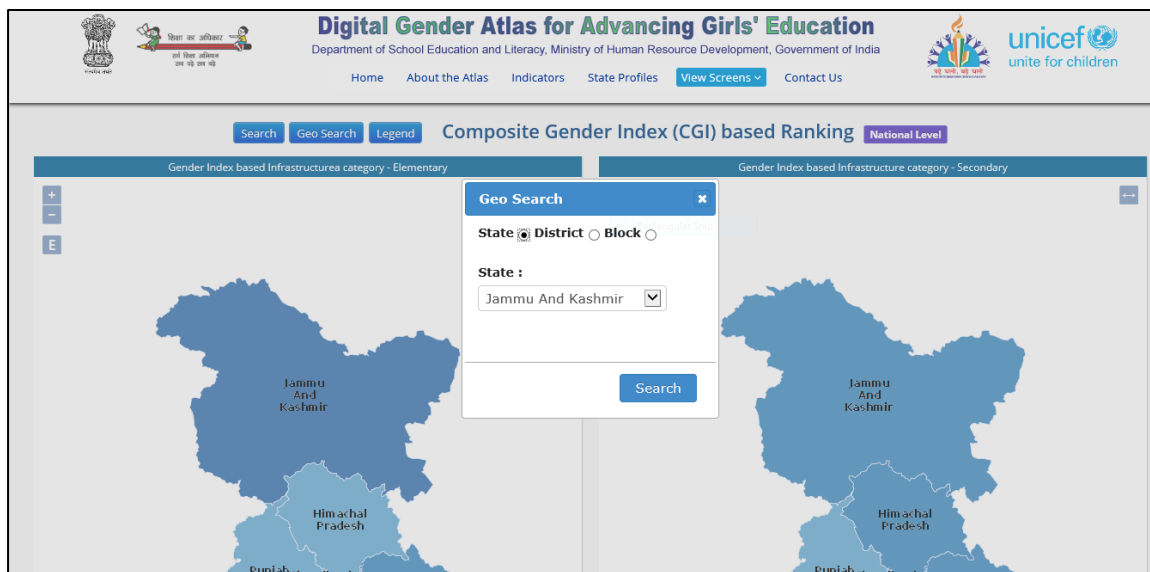 Digital Gender Atlas for Advancing Girls' Education
Department of School Education and Literacy, Ministry of Human Resource Development, Government of India
शिक्षा का अधिकार
सर्व शिक्षा अभियान
सब पढ़ें सब बढ़ें
unicef
unite for children
Home About the Atlas Indicators State Profiles View Screens Contact Us
Search Geo Search Legend Composite Gender Index (CGI) based Ranking National Level
Gender Index based Infrastructurea category - Elementary
Gender Index based Infrastructure category - Secondary
+
−
E
Geo Search
State District Block
State :
Jammu And Kashmir
Search
Jammu
And
Kashmir
Himachal
Pradesh
Punjab
Jammu
And
Kashmir
Himachal
Pradesh
Punjab